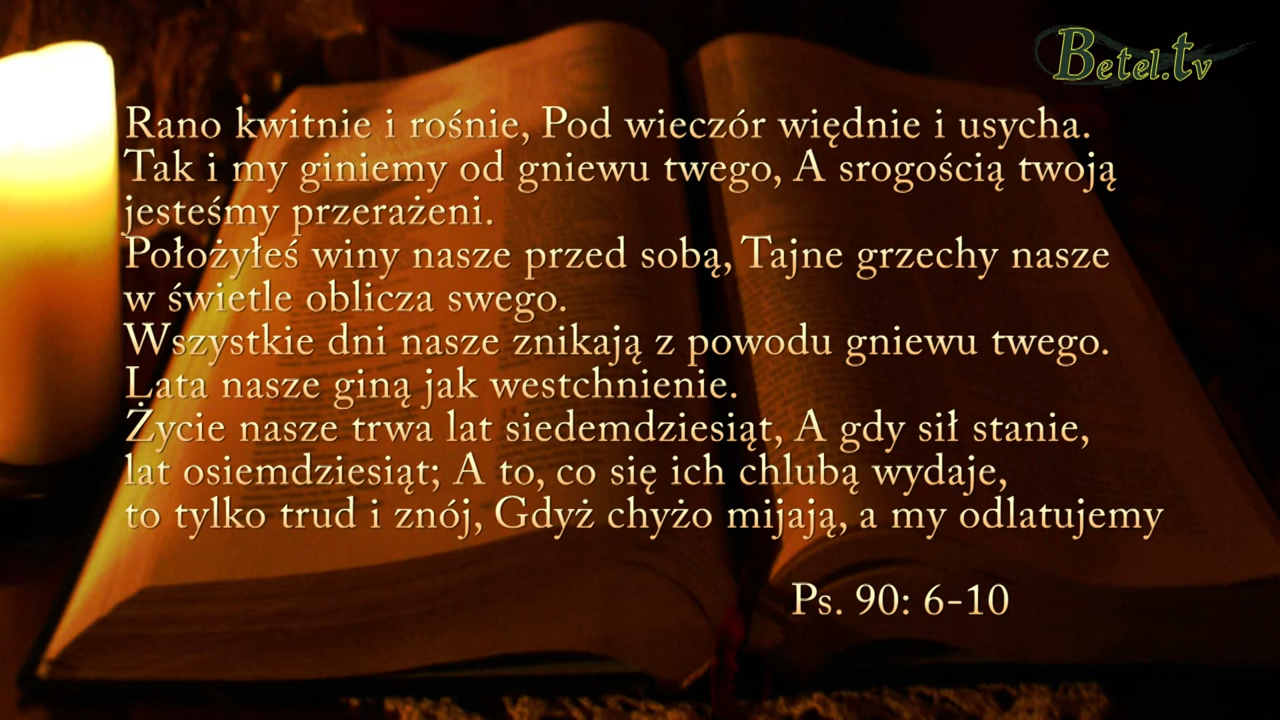 Betel.tv
Rano kwitnie i rośnie, Pod wieczór więdnie i usycha.
Tak i my giniemy od gniewu twego, A srogością twoją
jesteśmy przerażeni.
Położyłeś winy nasze przed sobą, Tajne grzechy nasze
w świetle oblicza swego.
Wszystkie dni nasze znikają z powodu gniewu twego.
Lata nasze giną jak westchnienie.
Życie nasze trwa lat siedemdziesiąt, A gdy sił stanie,
lat osiemdziesiąt; A to, co się ich chlubą wydaje,
to tylko trud i znój, Gdyż chyżo mijają, a my odlatujemy
Ps. 90: 6-10